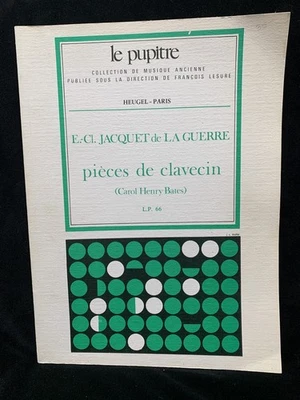 le pupitre
COLLECTION DE MUSIQUE ANCIENNE
PUBLIÉE SOUS LA DIRECTION DE FRANÇOIS LESURE
HEUGEL - PARIS
E.-Cl. JACQUET de LA GUERRE
pièces de clavecin
(Carol Henry Bates)
L.P. 66